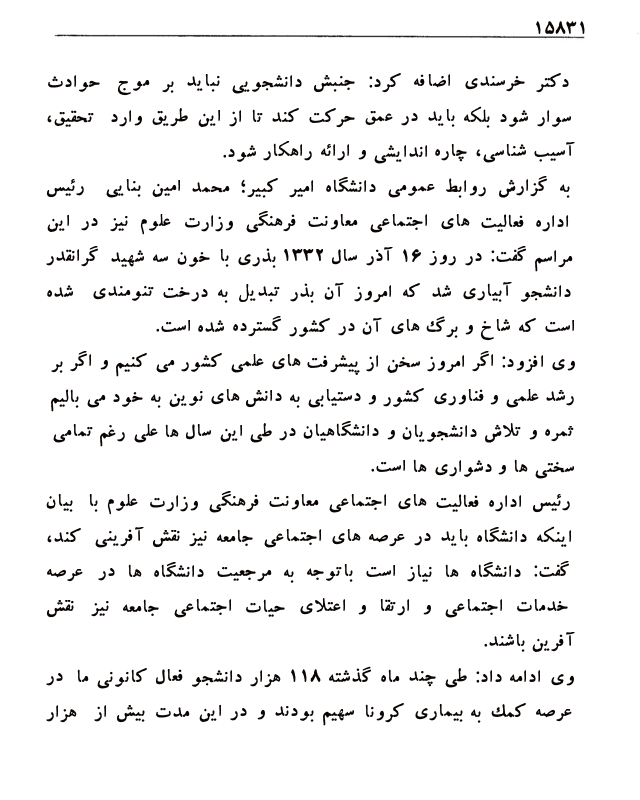 ۱۵۸۳۱
دکتر خرسندی اضافه کرد: جنبش دانشجویی نباید بر موج حوادث
سوار شود بلکه باید در عمق حرکت کند تا از این طریق وارد تحقیق،
آسیب شناسی، چاره اندایشی و ارائه راهکار شود.
به گزارش روابط عمومی دانشگاه امیر کبیر؛ محمد امین بنایی رئیس
اداره فعالیت های اجتماعی معاونت فرهنگی وزارت علوم نیز در این
مراسم گفت: در روز ۱۶ آذر سال ۱۳۳۲ بذری با خون سه شهید گرانقدر
دانشجو آبیاری شد که امروز آن بذر تبدیل به درخت تنومندی شده
است که شاخ و برگ های آن در کشور گسترده شده است.
وی افزود: اگر امروز سخن از پیشرفت های علمی کشور می کنیم و اگر بر
رشد علمی و فناوری کشور و دستیابی به دانش های نوین به خود می بالیم
ثمره و تلاش دانشجویان و دانشگاهیان در طی این سال ها علی رغم تمامی
سختی ها و دشواری ها است.
رئیس اداره فعالیت های اجتماعی معاونت فرهنگی وزارت علوم با بیان
اینکه دانشگاه باید در عرصه های اجتماعی جامعه نیز نقش آفرینی کند،
گفت: دانشگاه ها نیاز است باتوجه به مرجعیت دانشگاه ها در عرصه
خدمات اجتماعی و ارتقا و اعتلای حیات اجتماعی جامعه نیز نقش
آفرین باشند.
وی ادامه داد: طی چند ماه گذشته ۱۱۸ هزار دانشجو فعال کانونی ما در
عرصه کمک به بیماری کرونا سهیم بودند و در این مدت بیش از هزار